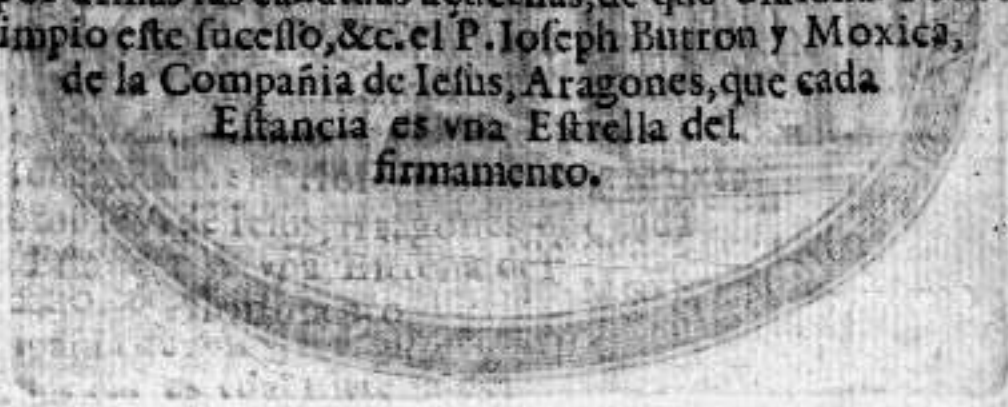 impio eſte ſuceſſo,&c.el P.Ioſeph Butron y Moxica,
de la Compañia de Ieſus, Aragones,que cada
Eſtancia es vna Eſtrella del
firmamento.